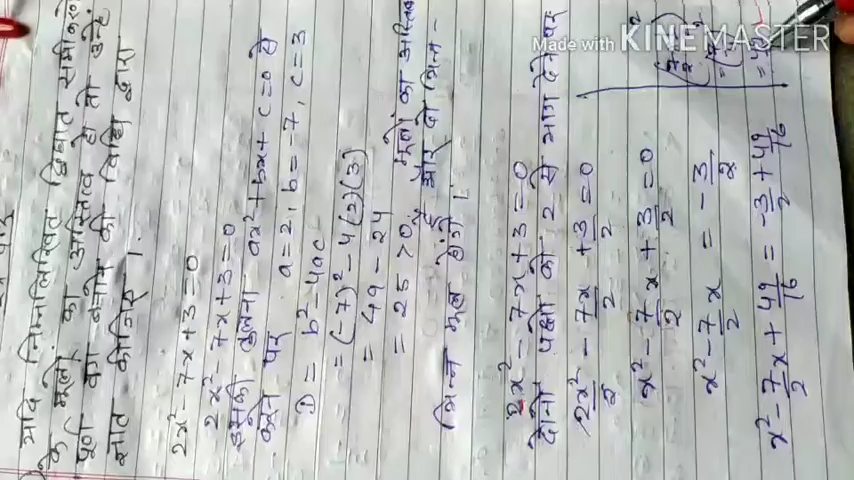 यदि निम्नलिखित द्विघात समी
के मूलों का अस्तित्व हो तो उन्हें
पूर्ण वर्ग बनाने की विधि द्वारा
ज्ञात कीजिए ।
2x² - 7x + 3 = 0
2x² - 7x + 3 = 0
इसकी तुलना ax² + bx + c = 0 से
करने पर a = 2, b = -7, c = 3
D = b² - 4ac
= (-7)² - 4(2)(3)
= 49 - 24
= 25 > 0 मूलों का अस्तित्व
है और दो भिन्न -
भिन्न मूल होंगे ।
2x² - 7x + 3 = 0
दोनों पक्षों को 2 से भाग देने पर
2x²/2 - 7x/2 + 3/2 = 0
x² - 7/2 x + 3/2 = 0
x² - 7/2 x = - 3/2
x² - 7/2 x + 49/16 = -3/2 + 49/16
Made with KINEMASTER